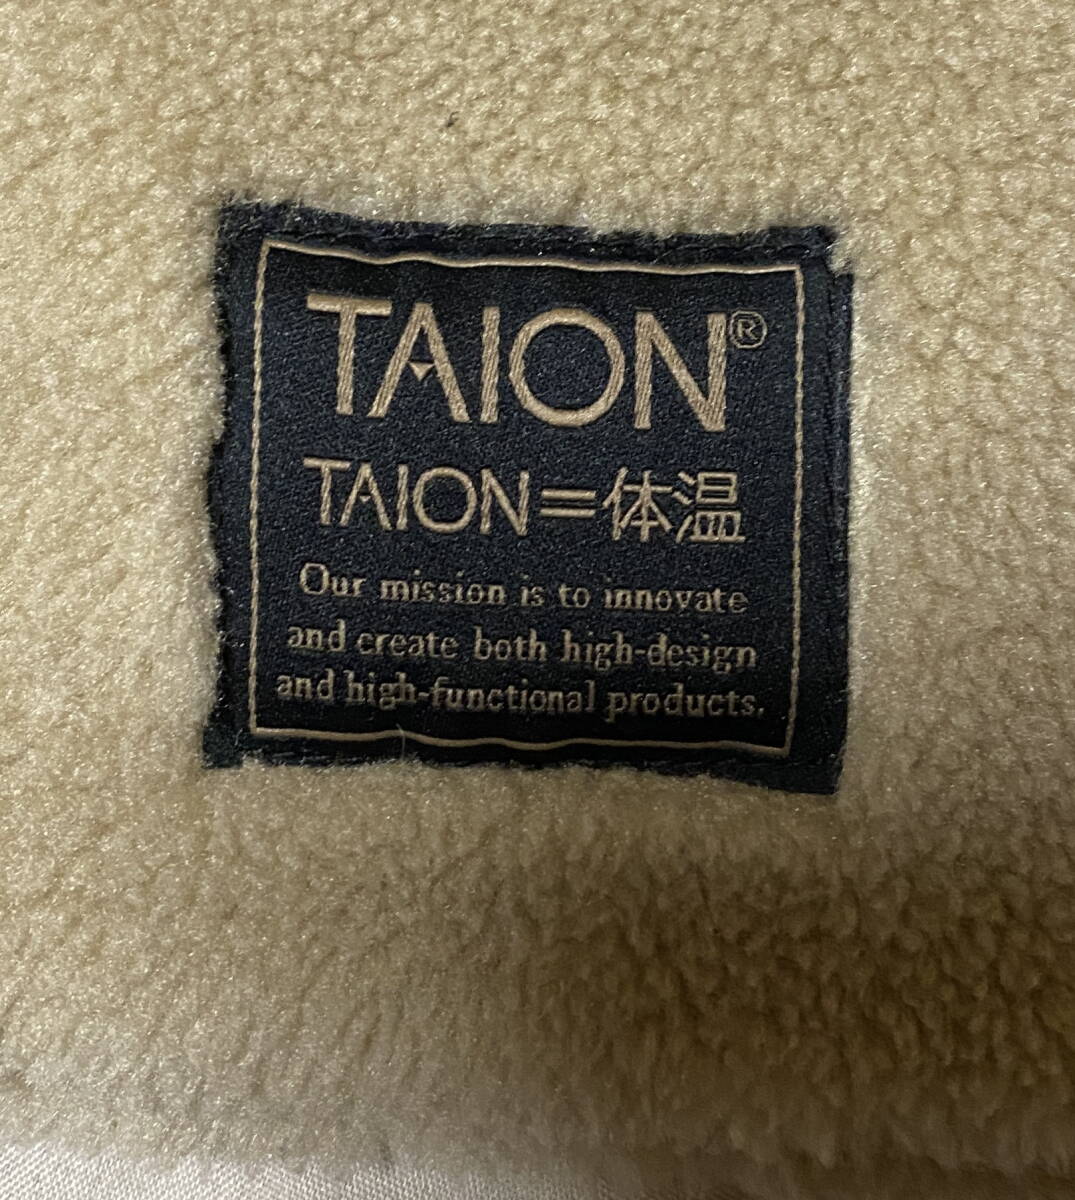 TAION®
TAION=体温
Our mission is to innovate
and create both high-design
and high-functional products.